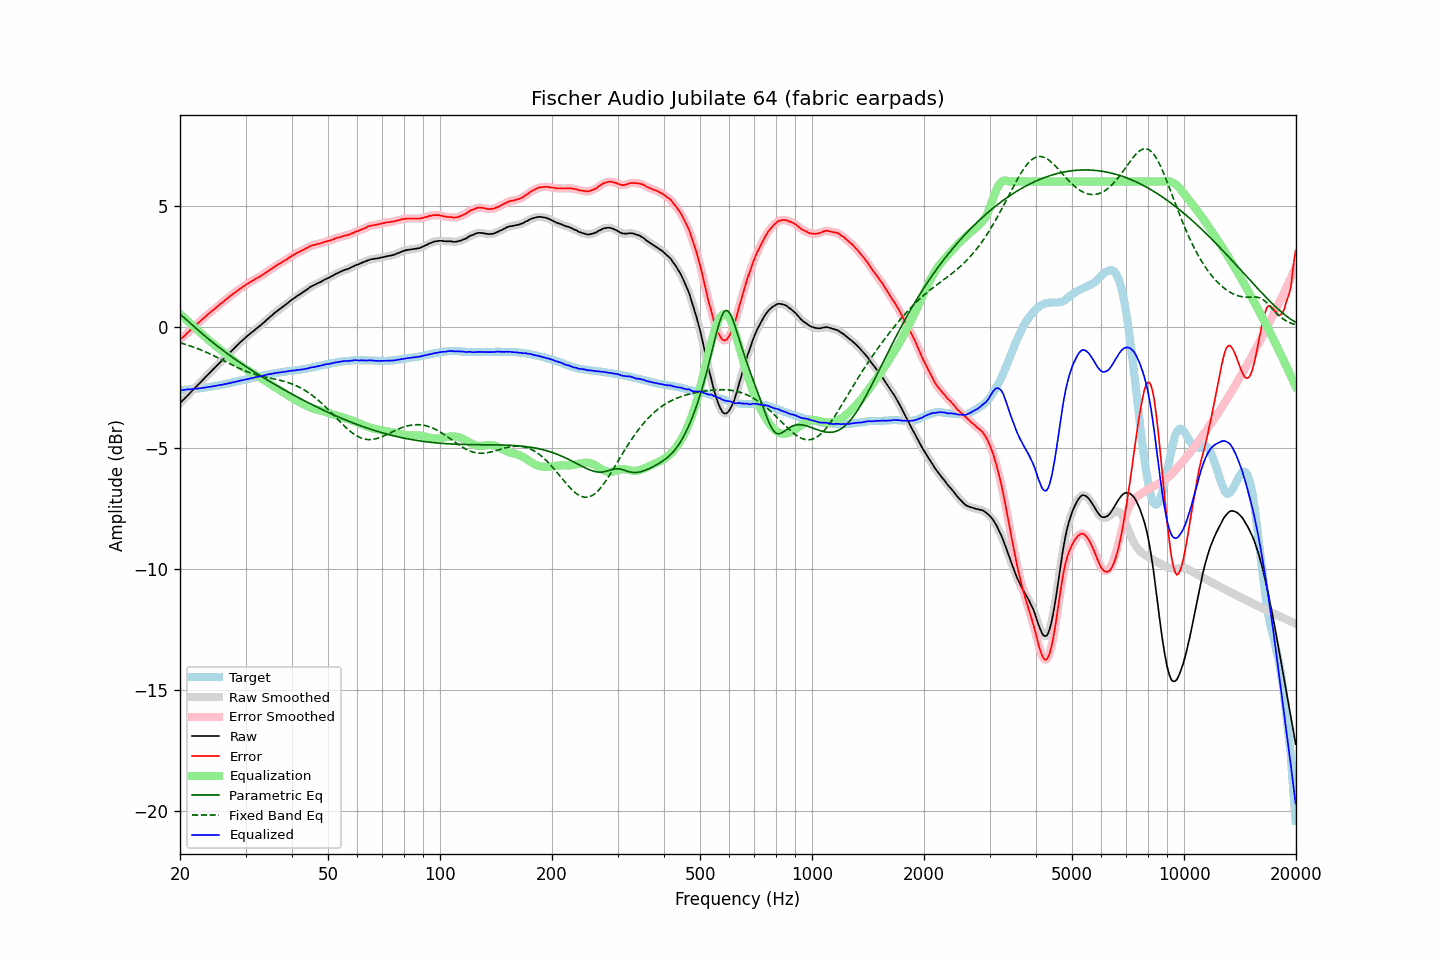 Fischer Audio Jubilate 64 (fabric earpads)
Amplitude (dBr)
5
0
−5
−10
−15
−20
Target
Raw Smoothed
Error Smoothed
Raw
Error
Equalization
Parametric Eq
Fixed Band Eq
Equalized
20 50 100 200 500 1000 2000 5000 10000 20000
Frequency (Hz)